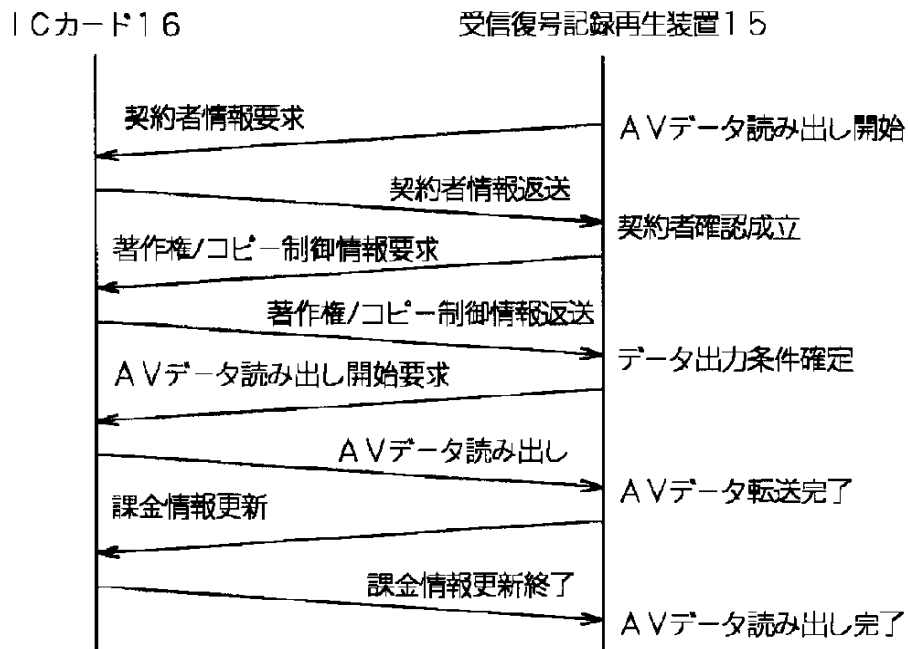 ICカード16
受信復号記録再生装置15
契約者情報要求
AVデータ読み出し開始
契約者情報返送
契約者確認成立
著作権/コピー制御情報要求
著作権/コピー制御情報返送
データ出力条件確定
AVデータ読み出し開始要求
AVデータ読み出し
AVデータ転送完了
課金情報更新
課金情報更新終了
AVデータ読み出し完了